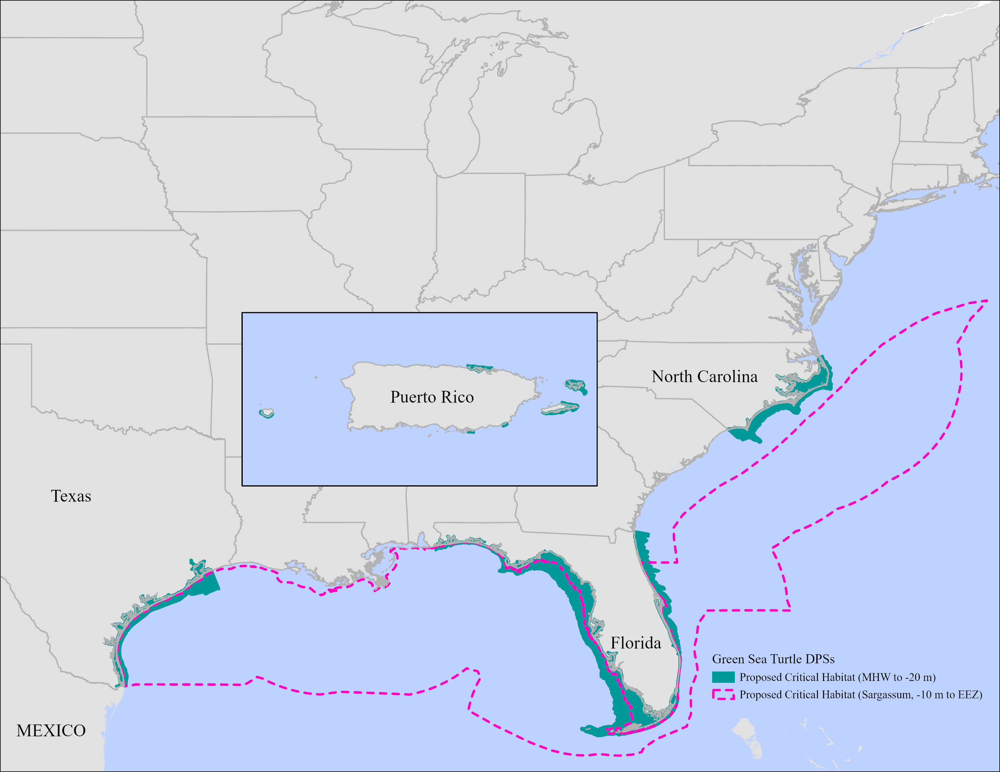 North Carolina
Puerto Rico
Texas
Florida
Green Sea Turtle DPSs
Proposed Critical Habitat (MHW to -20 m)
Proposed Critical Habitat (Sargassum, -10 m to EEZ)
MEXICO